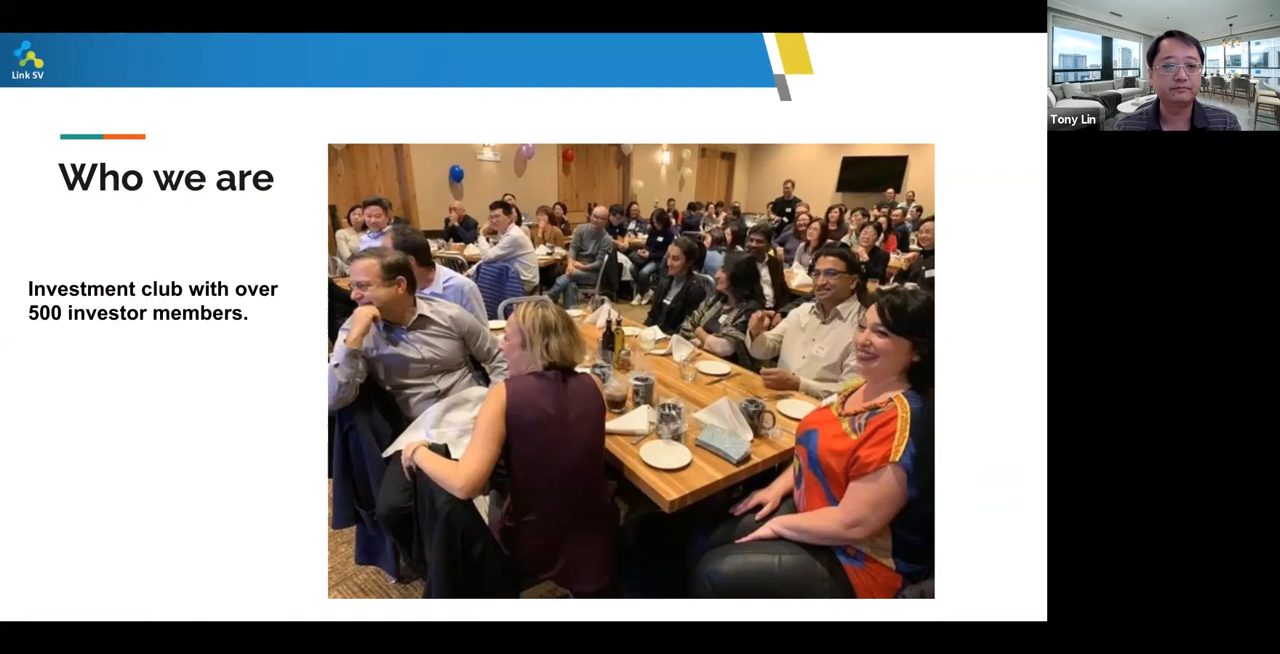 Link SV
Tony Lin
Who we are
Investment club with over
500 investor members.